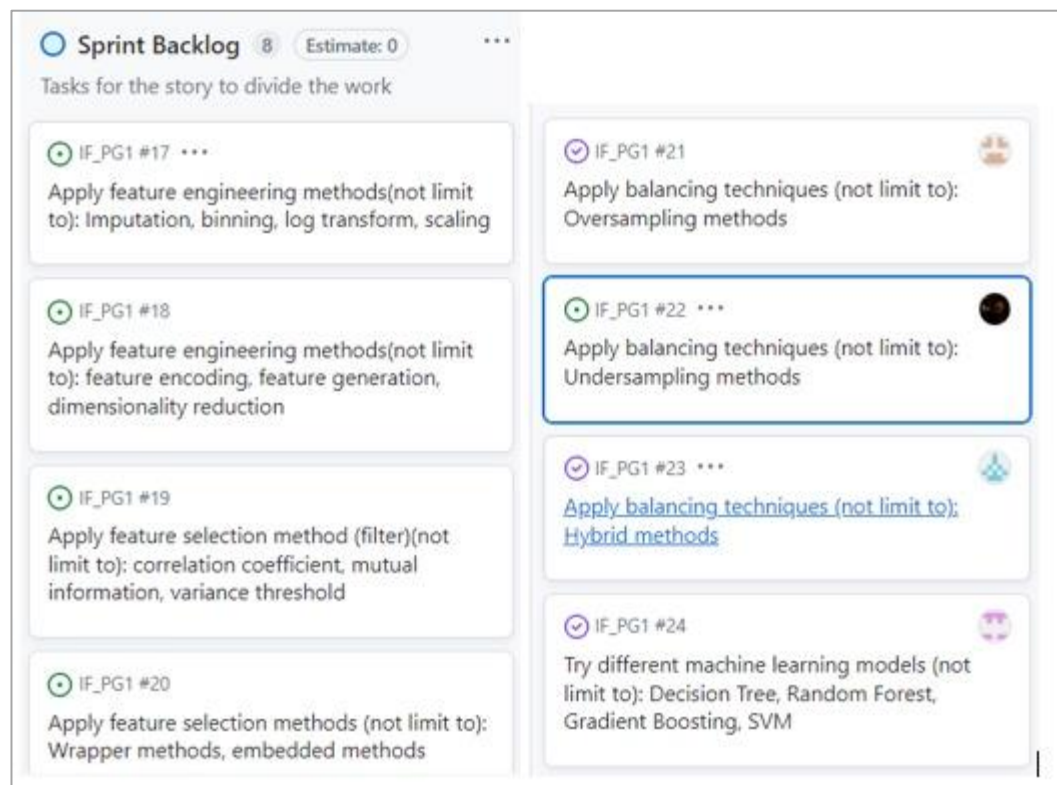 Sprint Backlog 8 Estimate: 0 ...
Tasks for the story to divide the work
IF_PG1 #17 ...
Apply feature engineering methods(not limit
to): Imputation, binning, log transform, scaling
IF_PG1 #18
Apply feature engineering methods(not limit
to): feature encoding, feature generation,
dimensionality reduction
IF_PG1 #19
Apply feature selection method (filter)(not
limit to): correlation coefficient, mutual
information, variance threshold
IF_PG1 #20
Apply feature selection methods (not limit to):
Wrapper methods, embedded methods
IF_PG1 #21
Apply balancing techniques (not limit to):
Oversampling methods
IF_PG1 #22 ...
Apply balancing techniques (not limit to):
Undersampling methods
IF_PG1 #23 ...
Apply balancing techniques (not limit to):
Hybrid methods
IF_PG1 #24
Try different machine learning models (not
limit to): Decision Tree, Random Forest,
Gradient Boosting, SVM